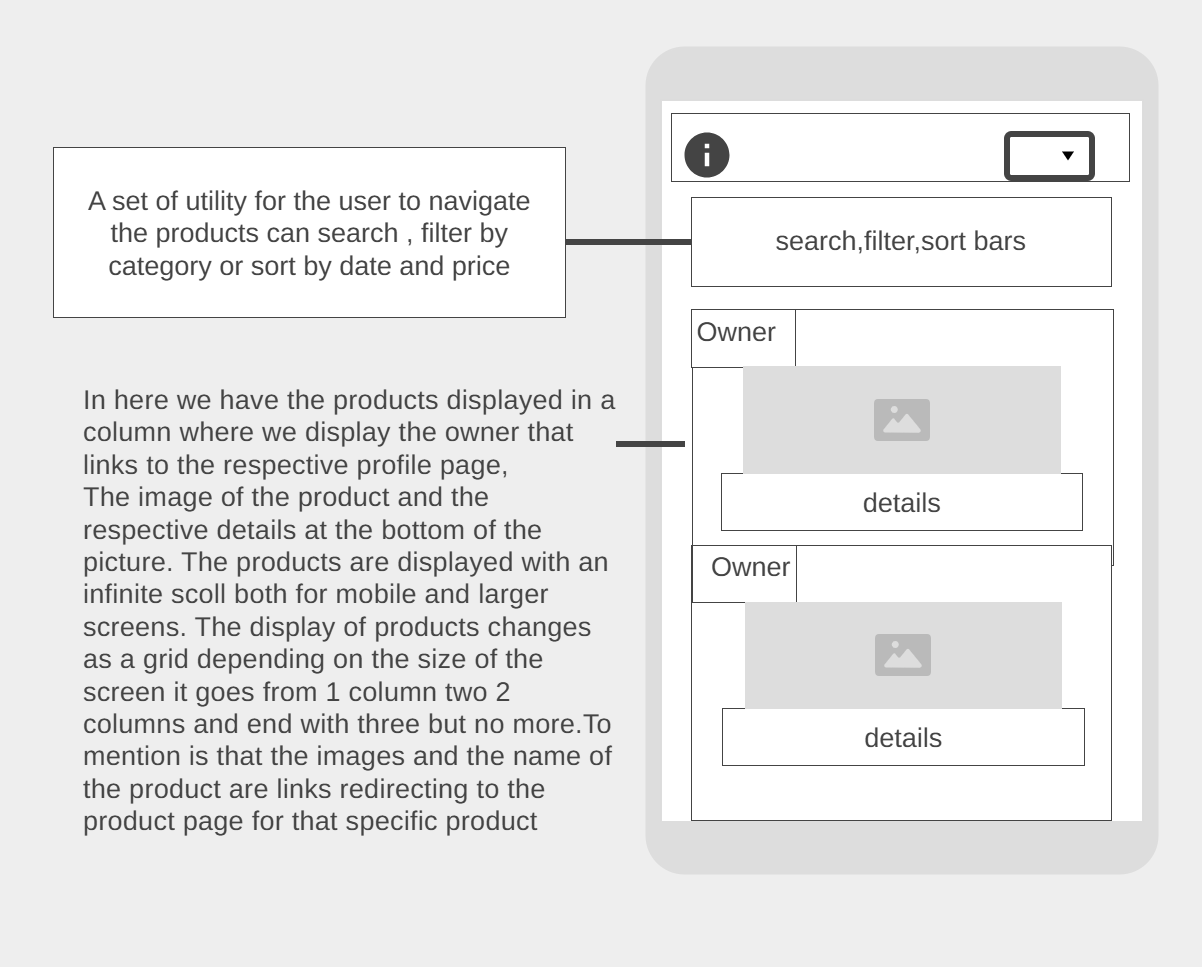 A set of utility for the user to navigate
the products can search , filter by
category or sort by date and price
search,filter,sort bars
Owner
In here we have the products displayed in a
column where we display the owner that
links to the respective profile page,
The image of the product and the
respective details at the bottom of the
picture. The products are displayed with an
infinite scoll both for mobile and larger
screens. The display of products changes
as a grid depending on the size of the
screen it goes from 1 column two 2
columns and end with three but no more.To
mention is that the images and the name of
the product are links redirecting to the
product page for that specific product
details
Owner
details